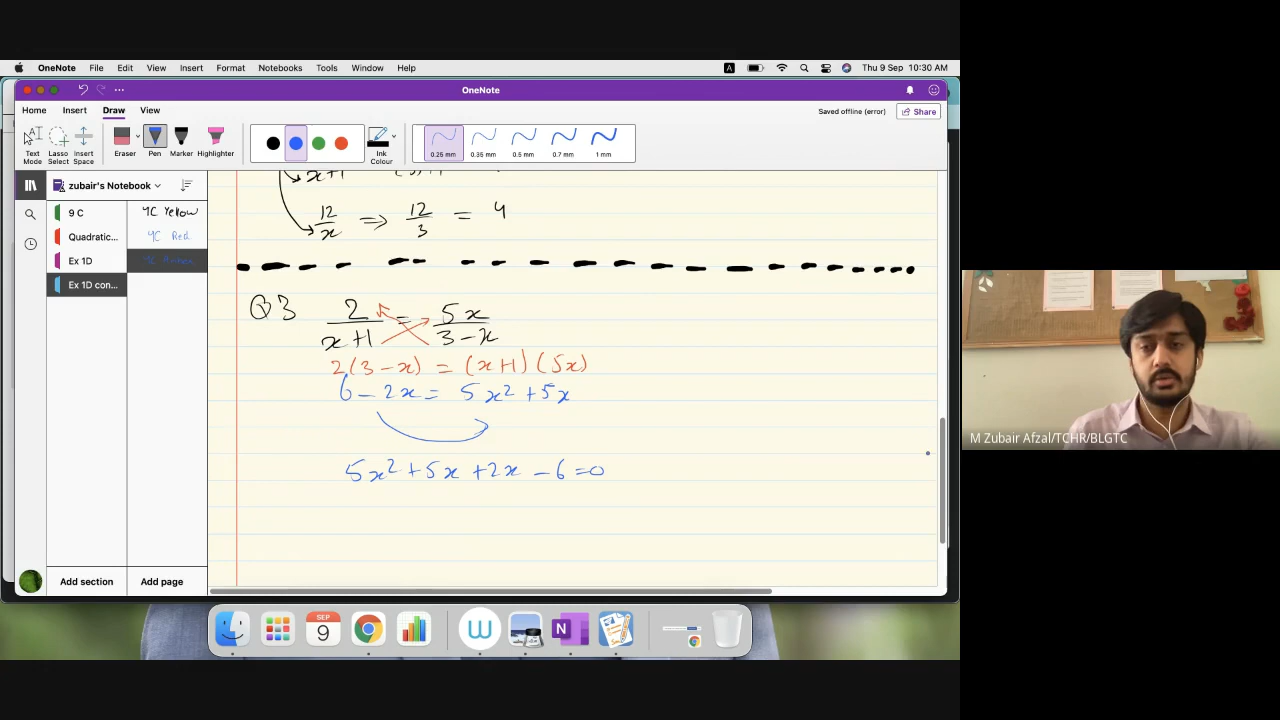 OneNote File Edit View Insert Format Notebooks Tools Window Help A Thu 9 Sep 10:30 AM
OneNote
Home Insert Draw View
Saved offline (error) Share
Text Mode Lasso Select Insert Space Eraser Pen Marker Highlighter Ink Colour 0.25 mm 0.35 mm 0.5 mm 0.7 mm 1 mm
zubair's Notebook
9 C
Quadratic...
Ex 1D
Ex 1D con...
9C Yellow
9C Red
12/x ⇒ 12/3 = 4
Q3 2/(x+1) = 5x/(3-x)
2(3-x) = (x+1)(5x)
6-2x = 5x²+5x
5x²+5x+2x-6=0
Add section Add page
SEP
9
W
N
M Zubair Afzal/TCHR/BLGTC